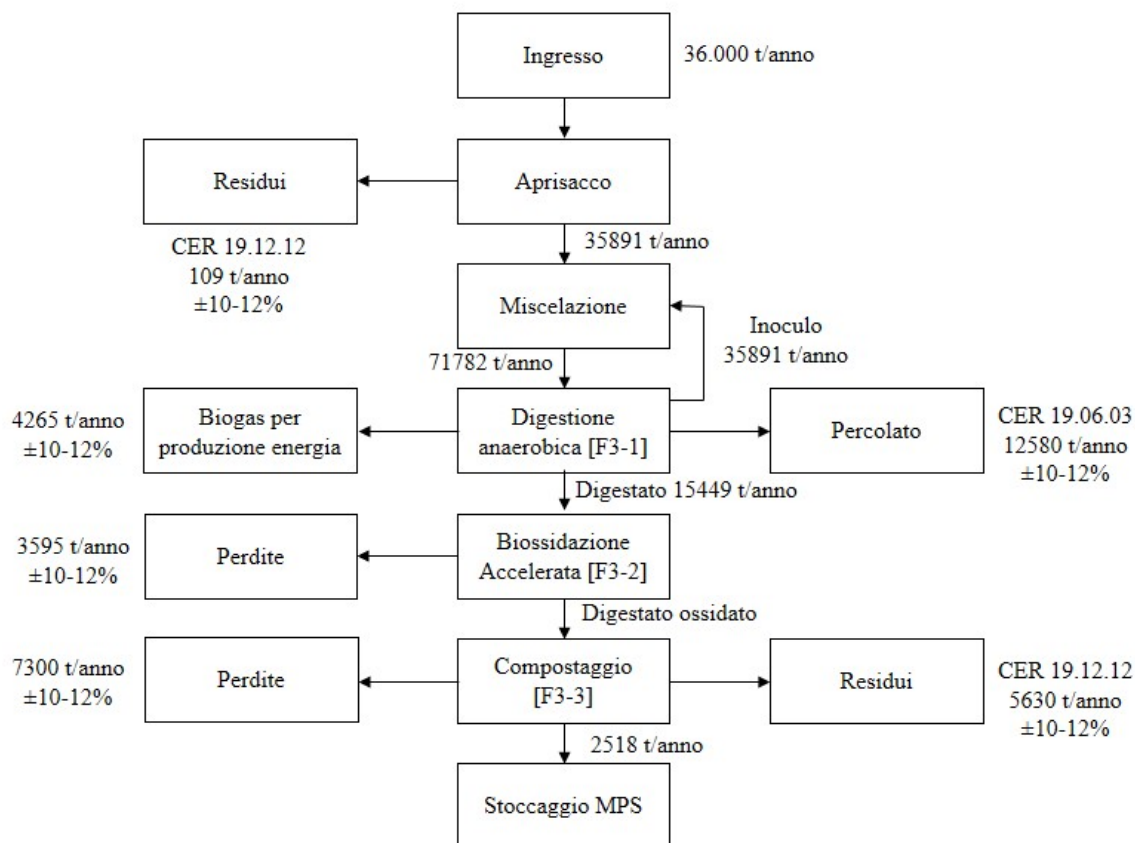 Ingresso
36.000 t/anno
Residui
Aprisacco
CER 19.12.12
109 t/anno
±10-12%
35891 t/anno
Miscelazione
Inoculo
35891 t/anno
71782 t/anno
4265 t/anno
±10-12%
Biogas per
produzione energia
Digestione
anaerobica [F3-1]
Percolato
CER 19.06.03
12580 t/anno
±10-12%
Digestato 15449 t/anno
3595 t/anno
±10-12%
Perdite
Biossidazione
Accelerata [F3-2]
Digestato ossidato
7300 t/anno
±10-12%
Perdite
Compostaggio
[F3-3]
Residui
CER 19.12.12
5630 t/anno
±10-12%
2518 t/anno
Stoccaggio MPS